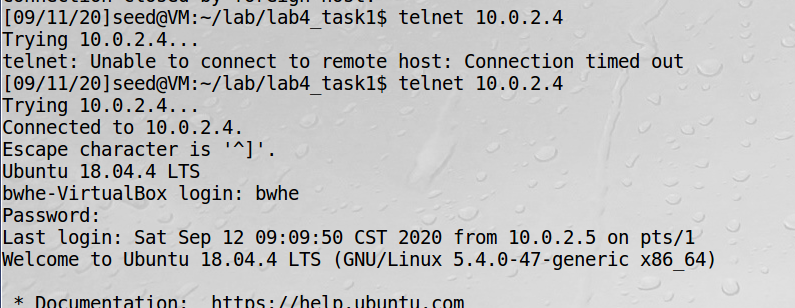 Connection closed by foreign host.
[09/11/20]seed@VM:~/lab/lab4_task1$ telnet 10.0.2.4
Trying 10.0.2.4...
telnet: Unable to connect to remote host: Connection timed out
[09/11/20]seed@VM:~/lab/lab4_task1$ telnet 10.0.2.4
Trying 10.0.2.4...
Connected to 10.0.2.4.
Escape character is '^]'.
Ubuntu 18.04.4 LTS
bwhe-VirtualBox login: bwhe
Password:
Last login: Sat Sep 12 09:09:50 CST 2020 from 10.0.2.5 on pts/1
Welcome to Ubuntu 18.04.4 LTS (GNU/Linux 5.4.0-47-generic x86_64)
* Documentation: https://help.ubuntu.com